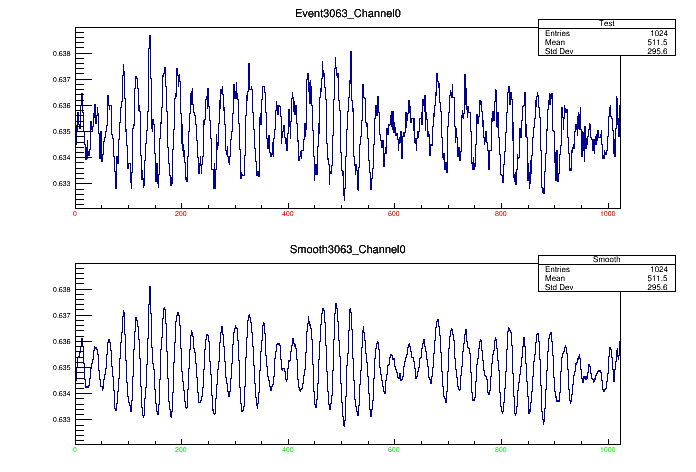 Event3063_Channel0
Test
Entries 1024
Mean 511.5
Std Dev 295.6
0.638
0.637
0.636
0.635
0.634
0.633
0 200 400 600 800 1000
Smooth3063_Channel0
Smooth
Entries 1024
Mean 511.5
Std Dev 295.6
0.638
0.637
0.636
0.635
0.634
0.633
0 200 400 600 800 1000